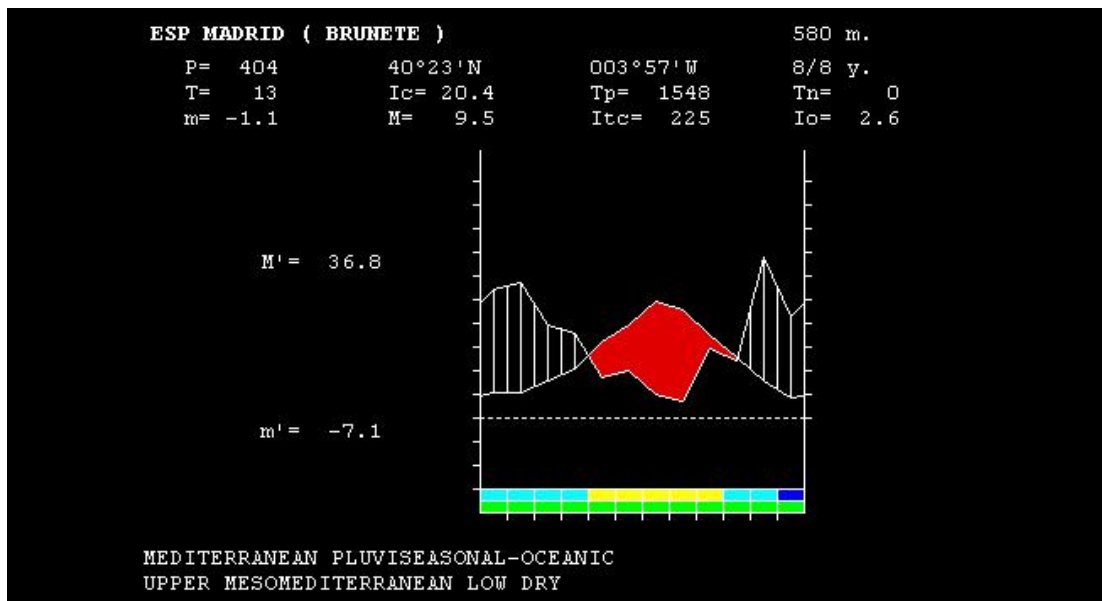 ESP MADRID ( BRUNETE ) 580 m.
P= 404 40°23'N 003°57'W 8/8 y.
T= 13 Ic= 20.4 Tp= 1548 Tn= 0
m= -1.1 M= 9.5 Itc= 225 Io= 2.6
M'= 36.8
m'= -7.1
MEDITERRANEAN PLUVISEASONAL-OCEANIC
UPPER MESOMEDITERRANEAN LOW DRY